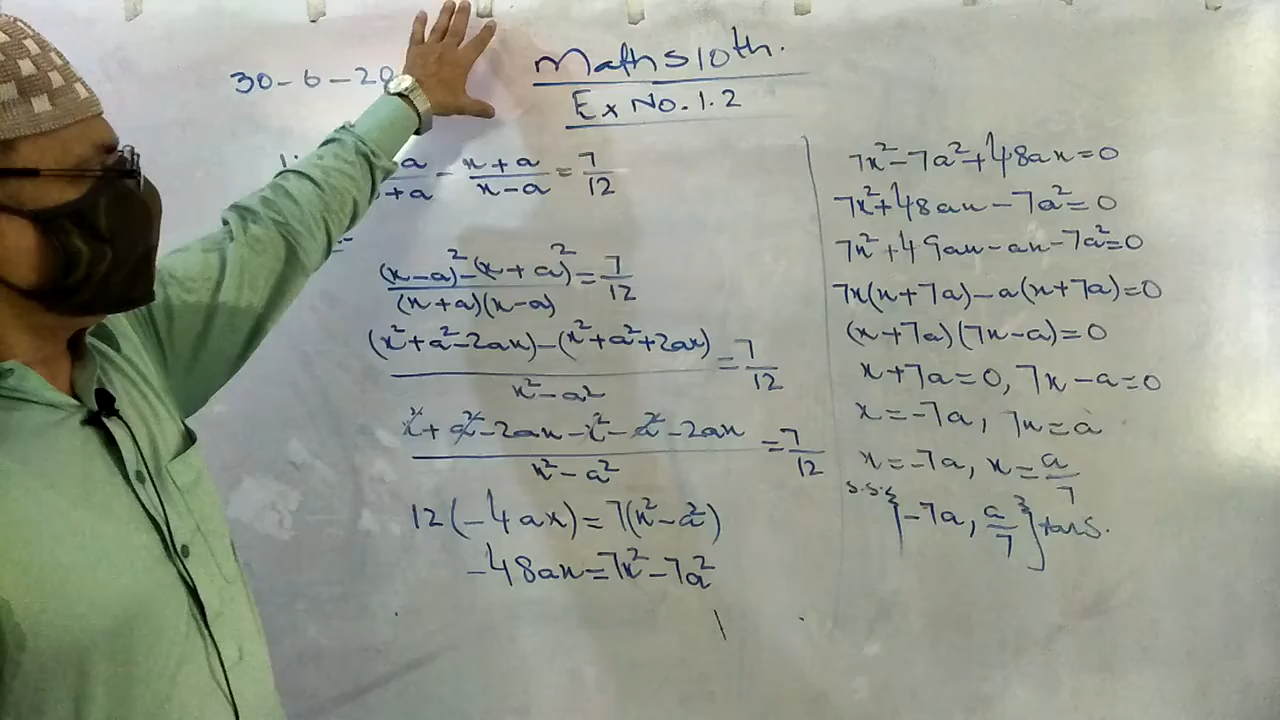 30-6-20
Maths 10th.
Ex No. 1.2
a/+a - x+a/x-a = 7/12
(x-a)²-(x+a)²/(x+a)(x-a) = 7/12
(x²+a²-2ax)-(x²+a²+2ax)/x²-a² = 7/12
x²+a²-2ax-x²-a²-2ax/x²-a² = 7/12
12(-4ax)=7(x²-a²)
-48ax=7x²-7a²
7x²-7a²+48ax=0
7x²+48ax-7a²=0
7x²+49ax-ax-7a²=0
7x(x+7a)-a(x+7a)=0
(x+7a)(7x-a)=0
x+7a=0, 7x-a=0
x=-7a, 7x=a
x=-7a, x=a/7
S.S {-7a, a/7} Ans.